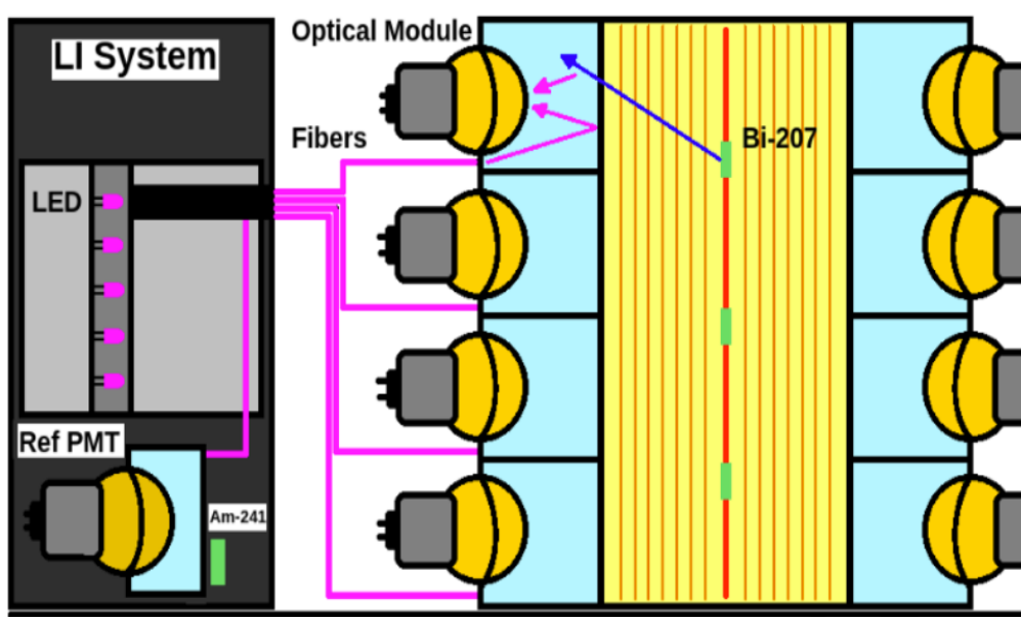 LI System
Optical Module
Fibers
Bi-207
LED
Ref PMT
Am-241